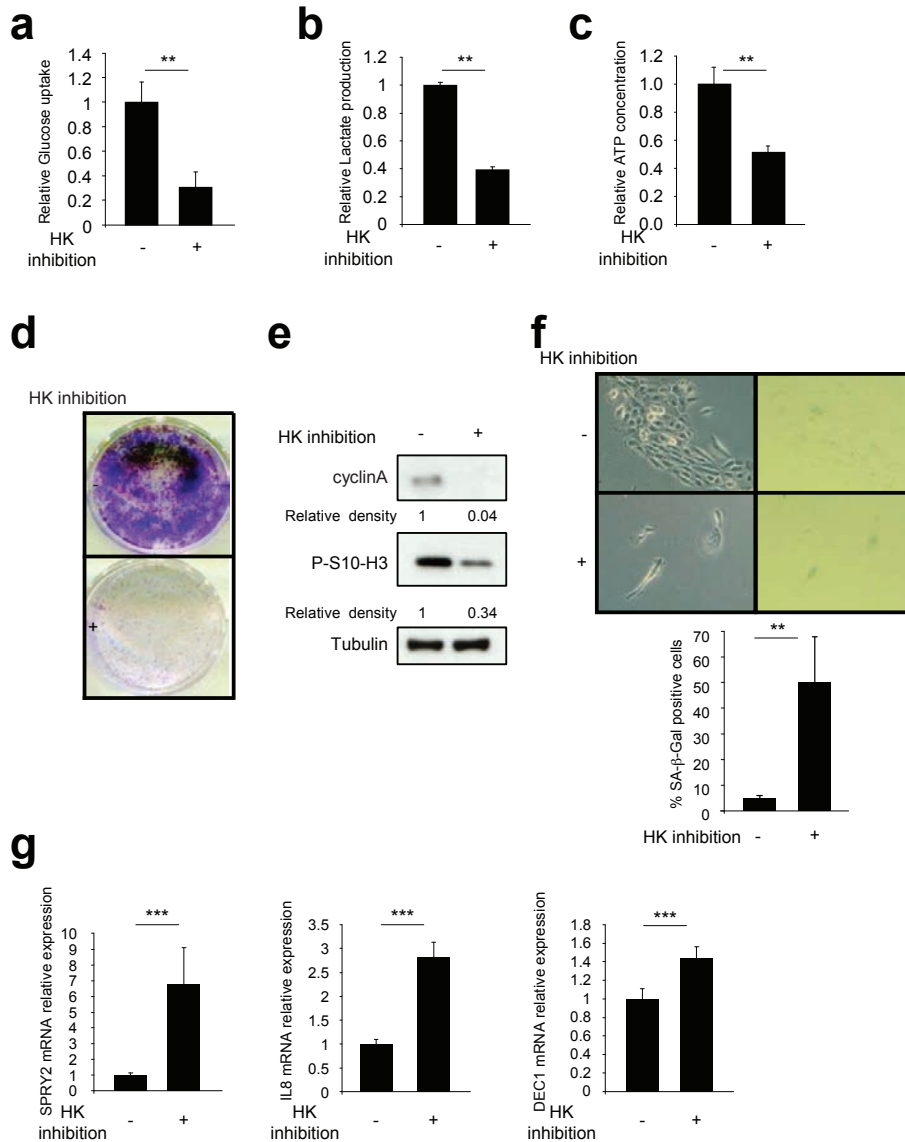 a
Relative Glucose uptake
1.4
1.2
1
0.8
0.6
0.4
0.2
0
**
HK
inhibition
- +
b
Relative Lactate production
1.2
1
0.8
0.6
0.4
0.2
0
**
HK
inhibition
- +
c
Relative ATP concentration
1.2
1.0
0.8
0.6
0.4
0.2
0.0
**
HK
inhibition
- +
d
HK inhibition
-
+
e
HK inhibition - +
cyclinA
Relative density 1 0.04
P-S10-H3
Relative density 1 0.34
Tubulin
f
HK inhibition
-
+
% SA-β-Gal positive cells
70
60
50
40
30
20
10
0
**
HK inhibition - +
g
SPRY2 mRNA relative expression
10
9
8
7
6
5
4
3
2
1
0
***
HK
inhibition
- +
IL8 mRNA relative expression
3.5
3
2.5
2
1.5
1
0.5
0
***
HK
inhibition
- +
DEC1 mRNA relative expression
1.8
1.6
1.4
1.2
1
0.8
0.6
0.4
0.2
0
***
HK
inhibition
- +